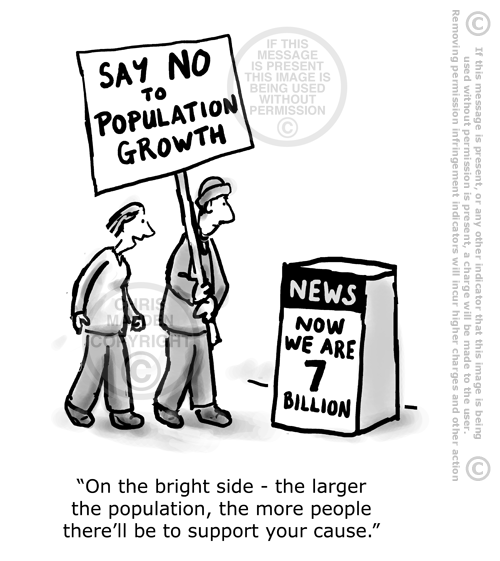 SAY NO
TO
POPULATION
GROWTH
IF THIS
MESSAGE
IS PRESENT
THIS IMAGE IS
BEING USED
WITHOUT
PERMISSION
©
CHRIS
MADDEN
COPYRIGHT
©
NEWS
NOW
WE ARE
7
BILLION
“On the bright side - the larger
the population, the more people
there’ll be to support your cause.”
©
If this message is present, or any other indicator that this image is being
used without permission is present, a charge will be made to the user.
Removing permission infringement indicators will incur higher charges and other action
©